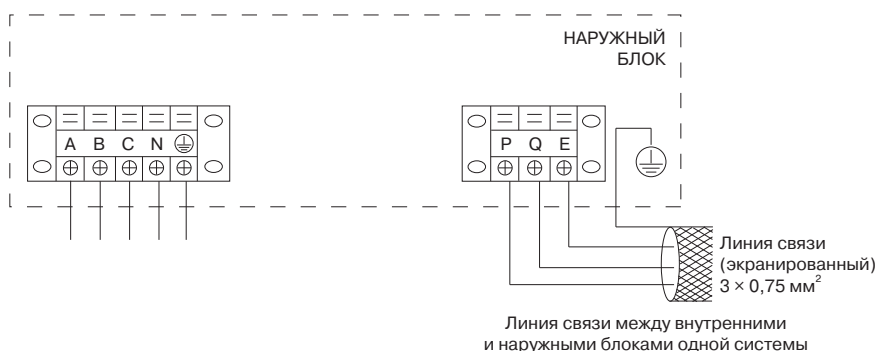 НАРУЖНЫЙ
БЛОК
A B C N
P Q E
Линия связи
(экранированный)
3 × 0,75 мм²
Линия связи между внутренними
и наружными блоками одной системы